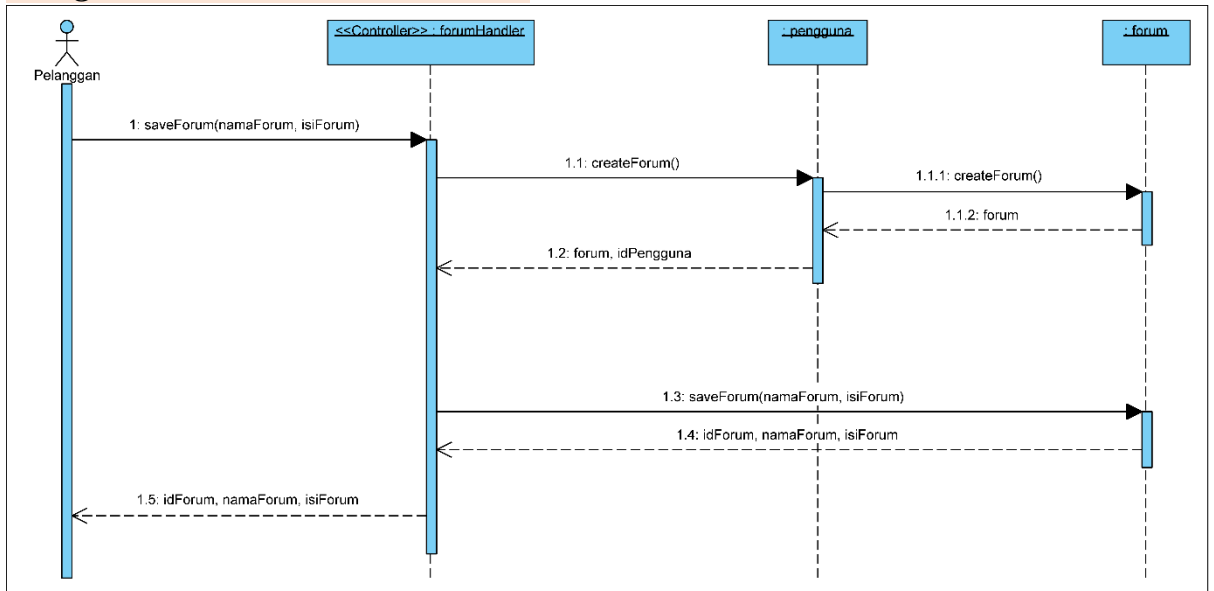 <<Controller>> : forumHandler
: pengguna
: forum
Pelanggan
1: saveForum(namaForum, isiForum)
1.1: createForum()
1.1.1: createForum()
1.1.2: forum
1.2: forum, idPengguna
1.3: saveForum(namaForum, isiForum)
1.4: idForum, namaForum, isiForum
1.5: idForum, namaForum, isiForum